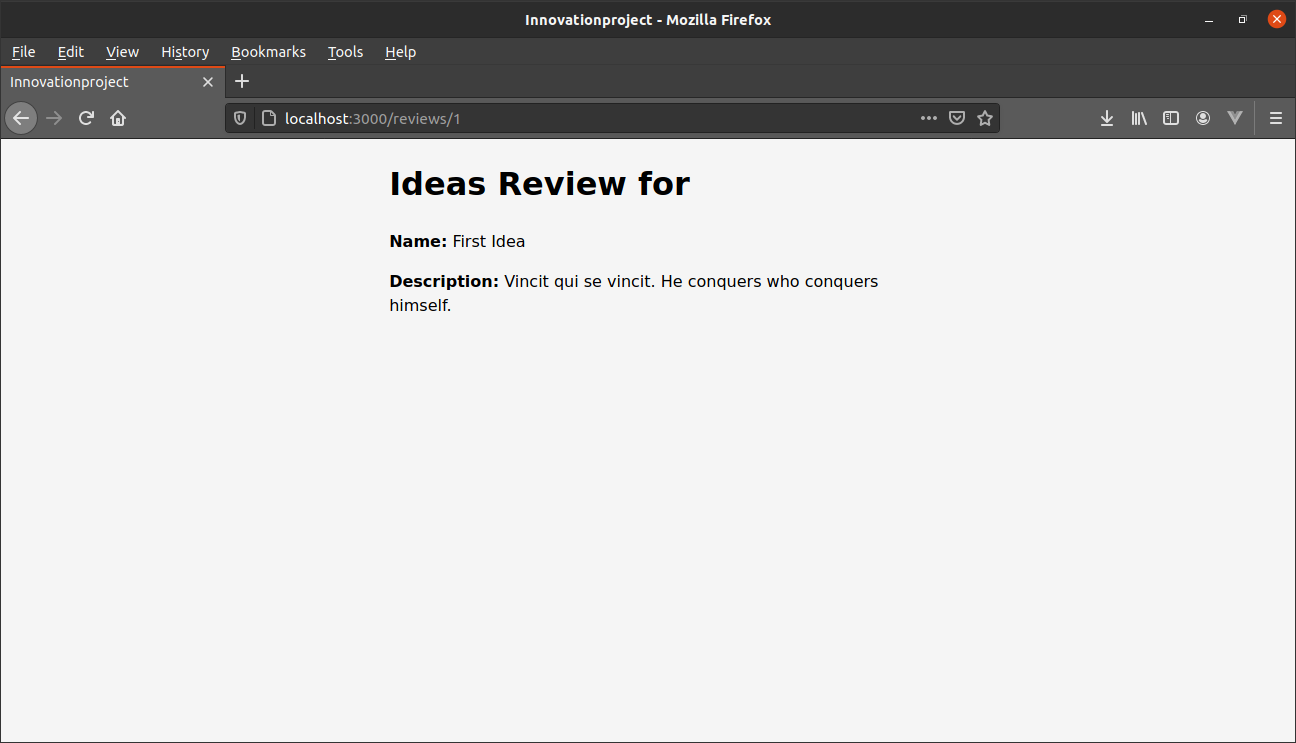 Innovationproject - Mozilla Firefox
File Edit View History Bookmarks Tools Help
Innovationproject
localhost:3000/reviews/1
Ideas Review for
Name: First Idea
Description: Vincit qui se vincit. He conquers who conquers
himself.